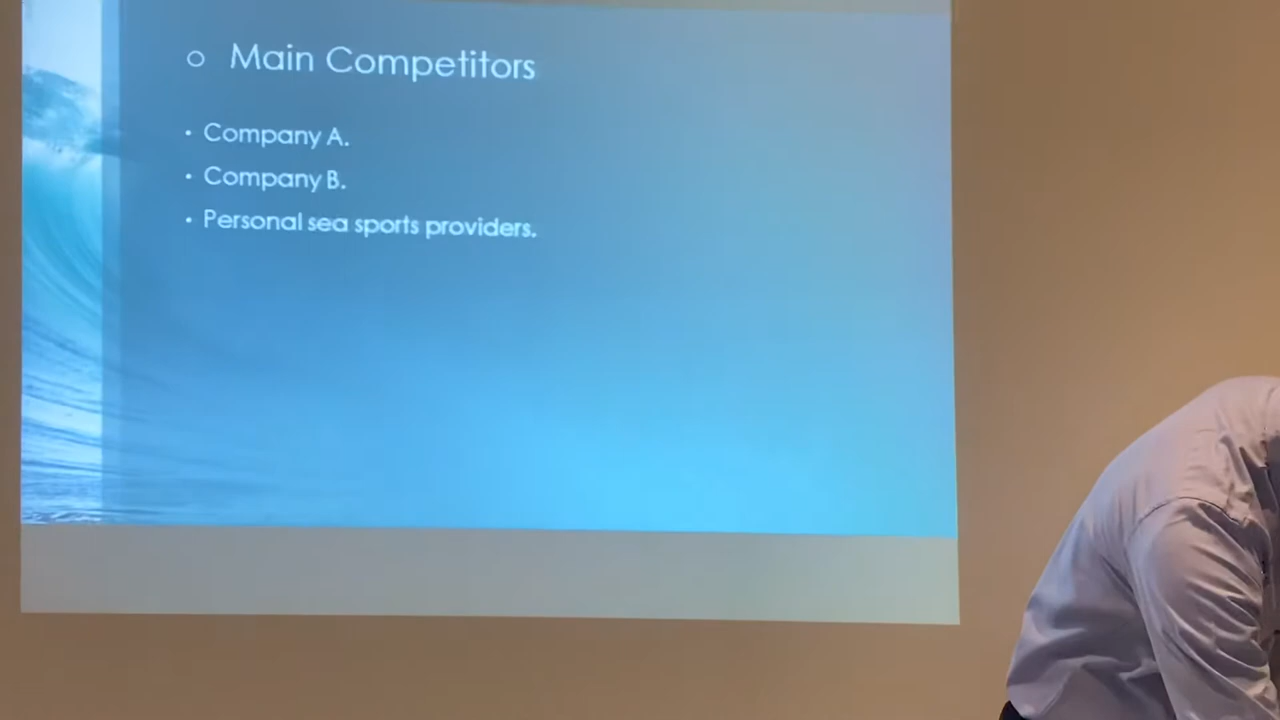 Main Competitors
Company A.
Company B.
Personal sea sports providers.